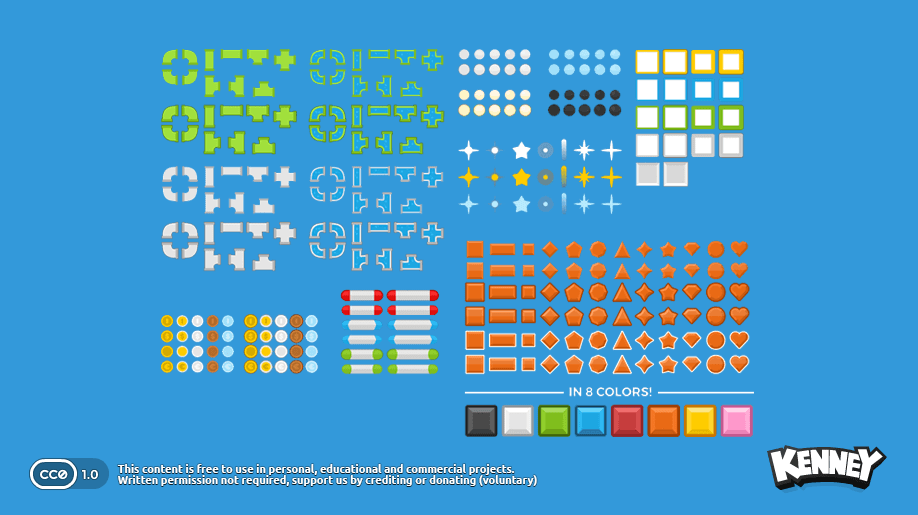 IN 8 COLORS!
CC0 1.0
This content is free to use in personal, educational and commercial projects.
Written permission not required, support us by crediting or donating (voluntary)
KENNEY